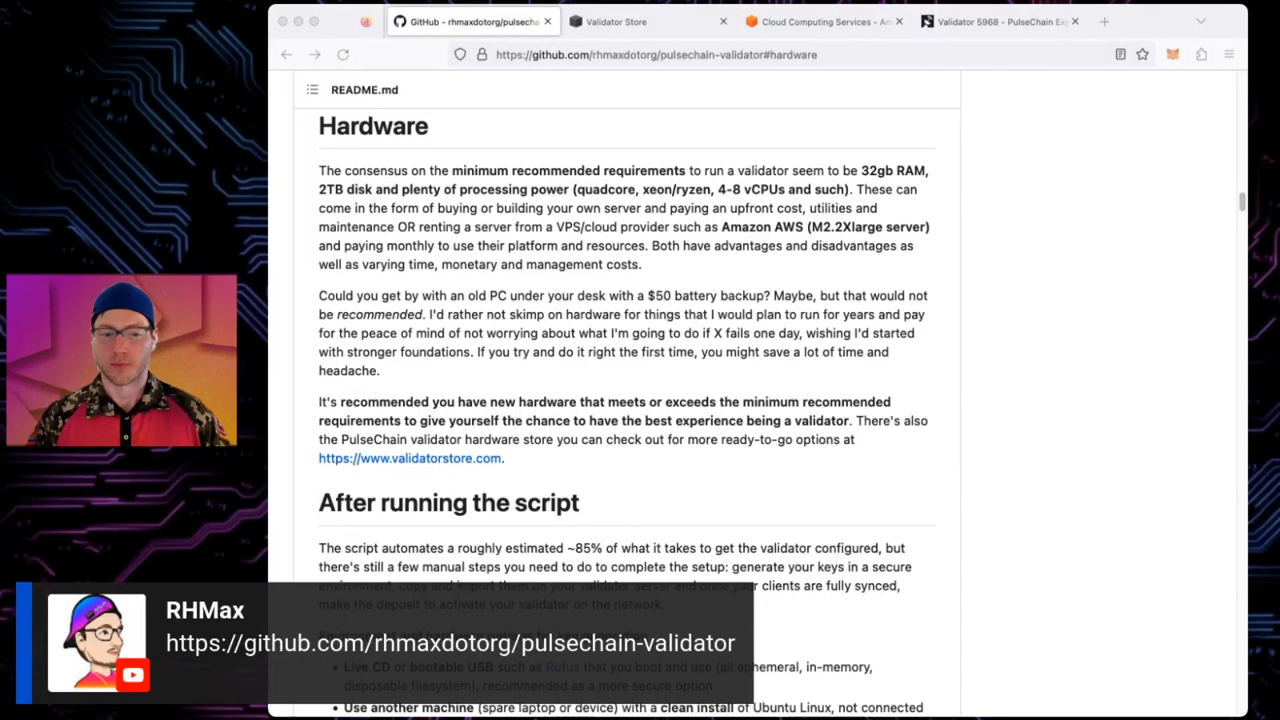 GitHub - rhmaxdotorg/pulsecha
Validator Store
Cloud Computing Services - Am
Validator 5968 - PulseChain Exp
https://github.com/rhmaxdotorg/pulsechain-validator#hardware
README.md
Hardware
The consensus on the minimum recommended requirements to run a validator seem to be 32gb RAM,
2TB disk and plenty of processing power (quadcore, xeon/ryzen, 4-8 vCPUs and such). These can
come in the form of buying or building your own server and paying an upfront cost, utilities and
maintenance OR renting a server from a VPS/cloud provider such as Amazon AWS (M2.2Xlarge server)
and paying monthly to use their platform and resources. Both have advantages and disadvantages as
well as varying time, monetary and management costs.
Could you get by with an old PC under your desk with a $50 battery backup? Maybe, but that would not
be recommended. I'd rather not skimp on hardware for things that I would plan to run for years and pay
for the peace of mind of not worrying about what I'm going to do if X fails one day, wishing I'd started
with stronger foundations. If you try and do it right the first time, you might save a lot of time and
headache.
It's recommended you have new hardware that meets or exceeds the minimum recommended
requirements to give yourself the chance to have the best experience being a validator. There's also
the PulseChain validator hardware store you can check out for more ready-to-go options at
https://www.validatorstore.com.
After running the script
The script automates a roughly estimated ~85% of what it takes to get the validator configured, but
there's still a few manual steps you need to do to complete the setup: generate your keys in a secure
environment, copy and import them on your validator server and once your clients are fully synced,
make the deposit to activate your validator on the network.
RHMax
https://github.com/rhmaxdotorg/pulsechain-validator
Live CD or bootable USB such as Rufus that you boot and use (all ephemeral, in-memory,
disposable filesystem), recommended as a more secure option
Use another machine (spare laptop or device) with a clean install of Ubuntu Linux, not connected